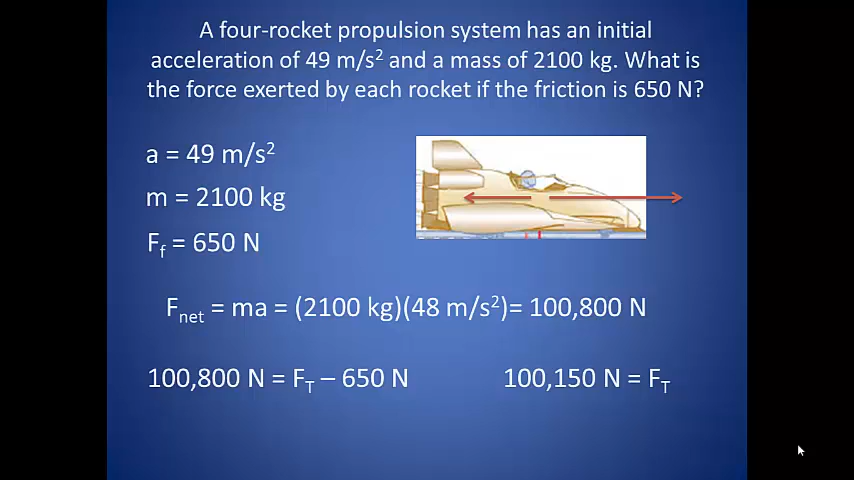 A four-rocket propulsion system has an initial
acceleration of 49 m/s² and a mass of 2100 kg. What is
the force exerted by each rocket if the friction is 650 N?
a = 49 m/s²
m = 2100 kg
Ff = 650 N
Fnet = ma = (2100 kg)(48 m/s²)= 100,800 N
100,800 N = FT – 650 N
100,150 N = FT